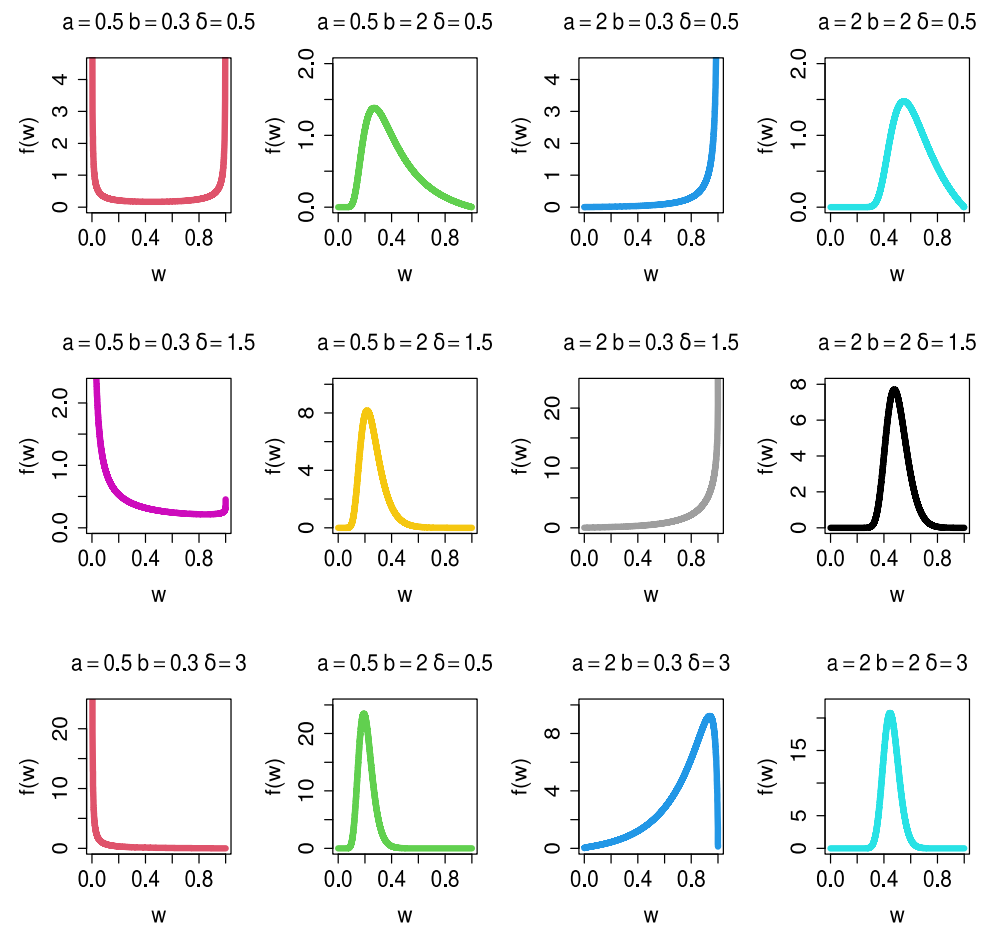 a = 0.5 b = 0.3 δ = 0.5
a = 0.5 b = 2 δ = 0.5
a = 2 b = 0.3 δ = 0.5
a = 2 b = 2 δ = 0.5
f(w)
0 1 2 3 4
0.0 0.4 0.8
w
f(w)
0.0 1.0 2.0
0.0 0.4 0.8
w
f(w)
0 1 2 3 4
0.0 0.4 0.8
w
f(w)
0.0 1.0 2.0
0.0 0.4 0.8
w
a = 0.5 b = 0.3 δ = 1.5
a = 0.5 b = 2 δ = 1.5
a = 2 b = 0.3 δ = 1.5
a = 2 b = 2 δ = 1.5
f(w)
0.0 1.0 2.0
0.0 0.4 0.8
w
f(w)
0 4 8
0.0 0.4 0.8
w
f(w)
0 10 20
0.0 0.4 0.8
w
f(w)
0 2 4 6 8
0.0 0.4 0.8
w
a = 0.5 b = 0.3 δ = 3
a = 0.5 b = 2 δ = 0.5
a = 2 b = 0.3 δ = 3
a = 2 b = 2 δ = 3
f(w)
0 10 20
0.0 0.4 0.8
w
f(w)
0 10 20
0.0 0.4 0.8
w
f(w)
0 4 8
0.0 0.4 0.8
w
f(w)
0 5 15
0.0 0.4 0.8
w